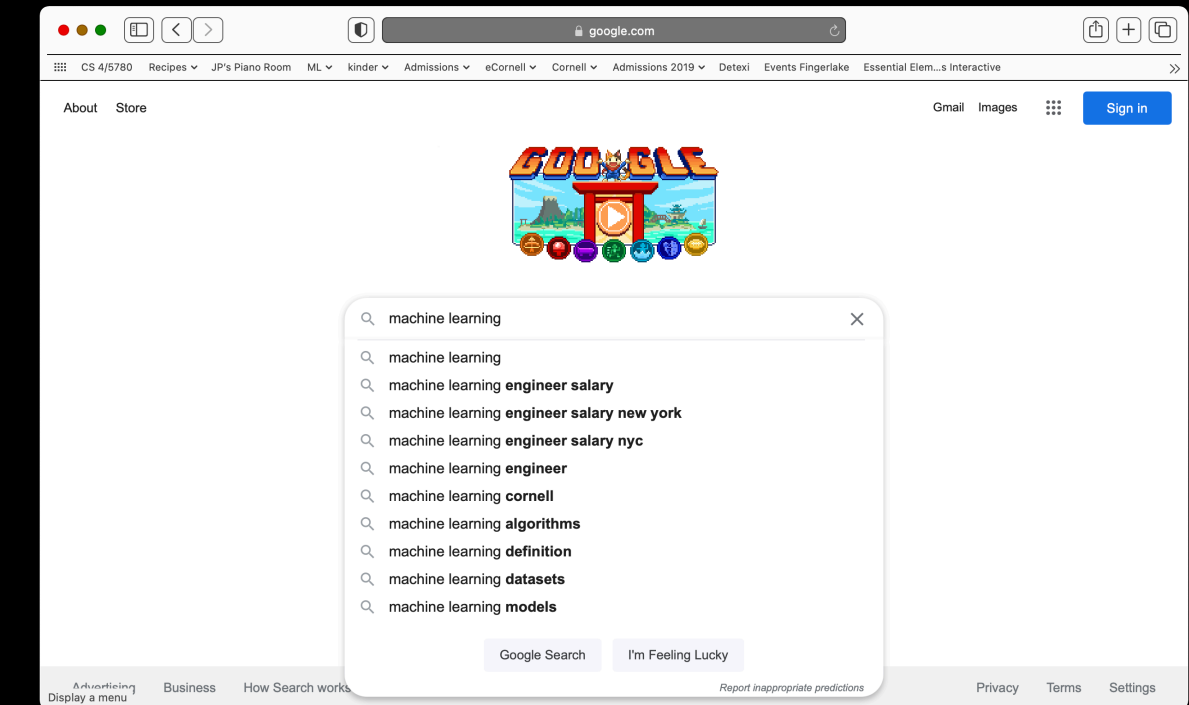 google.com
CS 4/5780 Recipes JP's Piano Room ML kinder Admissions eCornell Cornell Admissions 2019 Detexi Events Fingerlake Essential Elem...s Interactive
About Store Gmail Images Sign in
GOOGLE
machine learning
machine learning
machine learning engineer salary
machine learning engineer salary new york
machine learning engineer salary nyc
machine learning engineer
machine learning cornell
machine learning algorithms
machine learning definition
machine learning datasets
machine learning models
Google Search I'm Feeling Lucky
Report inappropriate predictions
Advertising Business How Search works Privacy Terms Settings
Display a menu